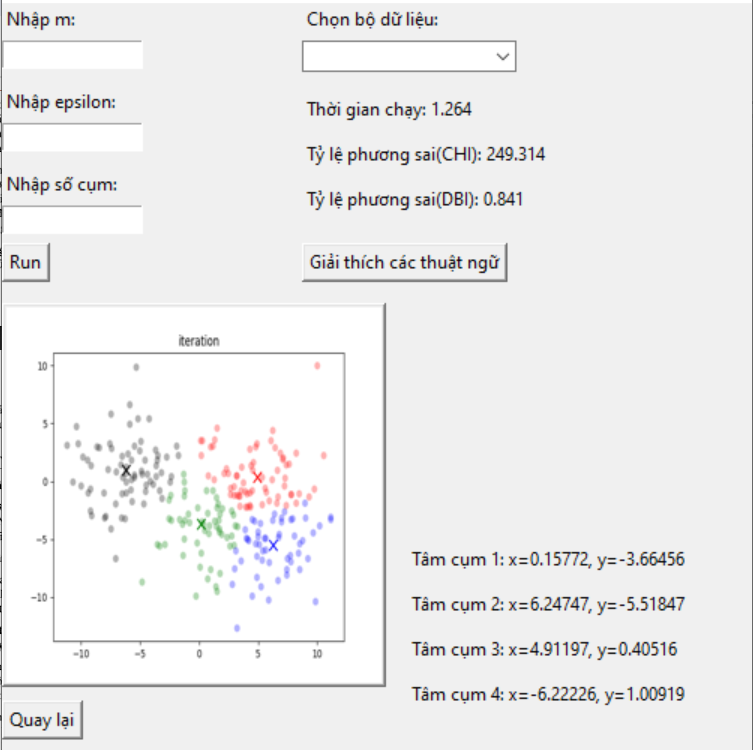 Nhập m:
Chọn bộ dữ liệu:
Nhập epsilon:
Thời gian chạy: 1.264
Tỷ lệ phương sai(CHI): 249.314
Nhập số cụm:
Tỷ lệ phương sai(DBI): 0.841
Run
Giải thích các thuật ngữ
iteration
10
5
0
−5
−10
−10 −5 0 5 10
Tâm cụm 1: x=0.15772, y=-3.66456
Tâm cụm 2: x=6.24747, y=-5.51847
Tâm cụm 3: x=4.91197, y=0.40516
Tâm cụm 4: x=-6.22226, y=1.00919
Quay lại